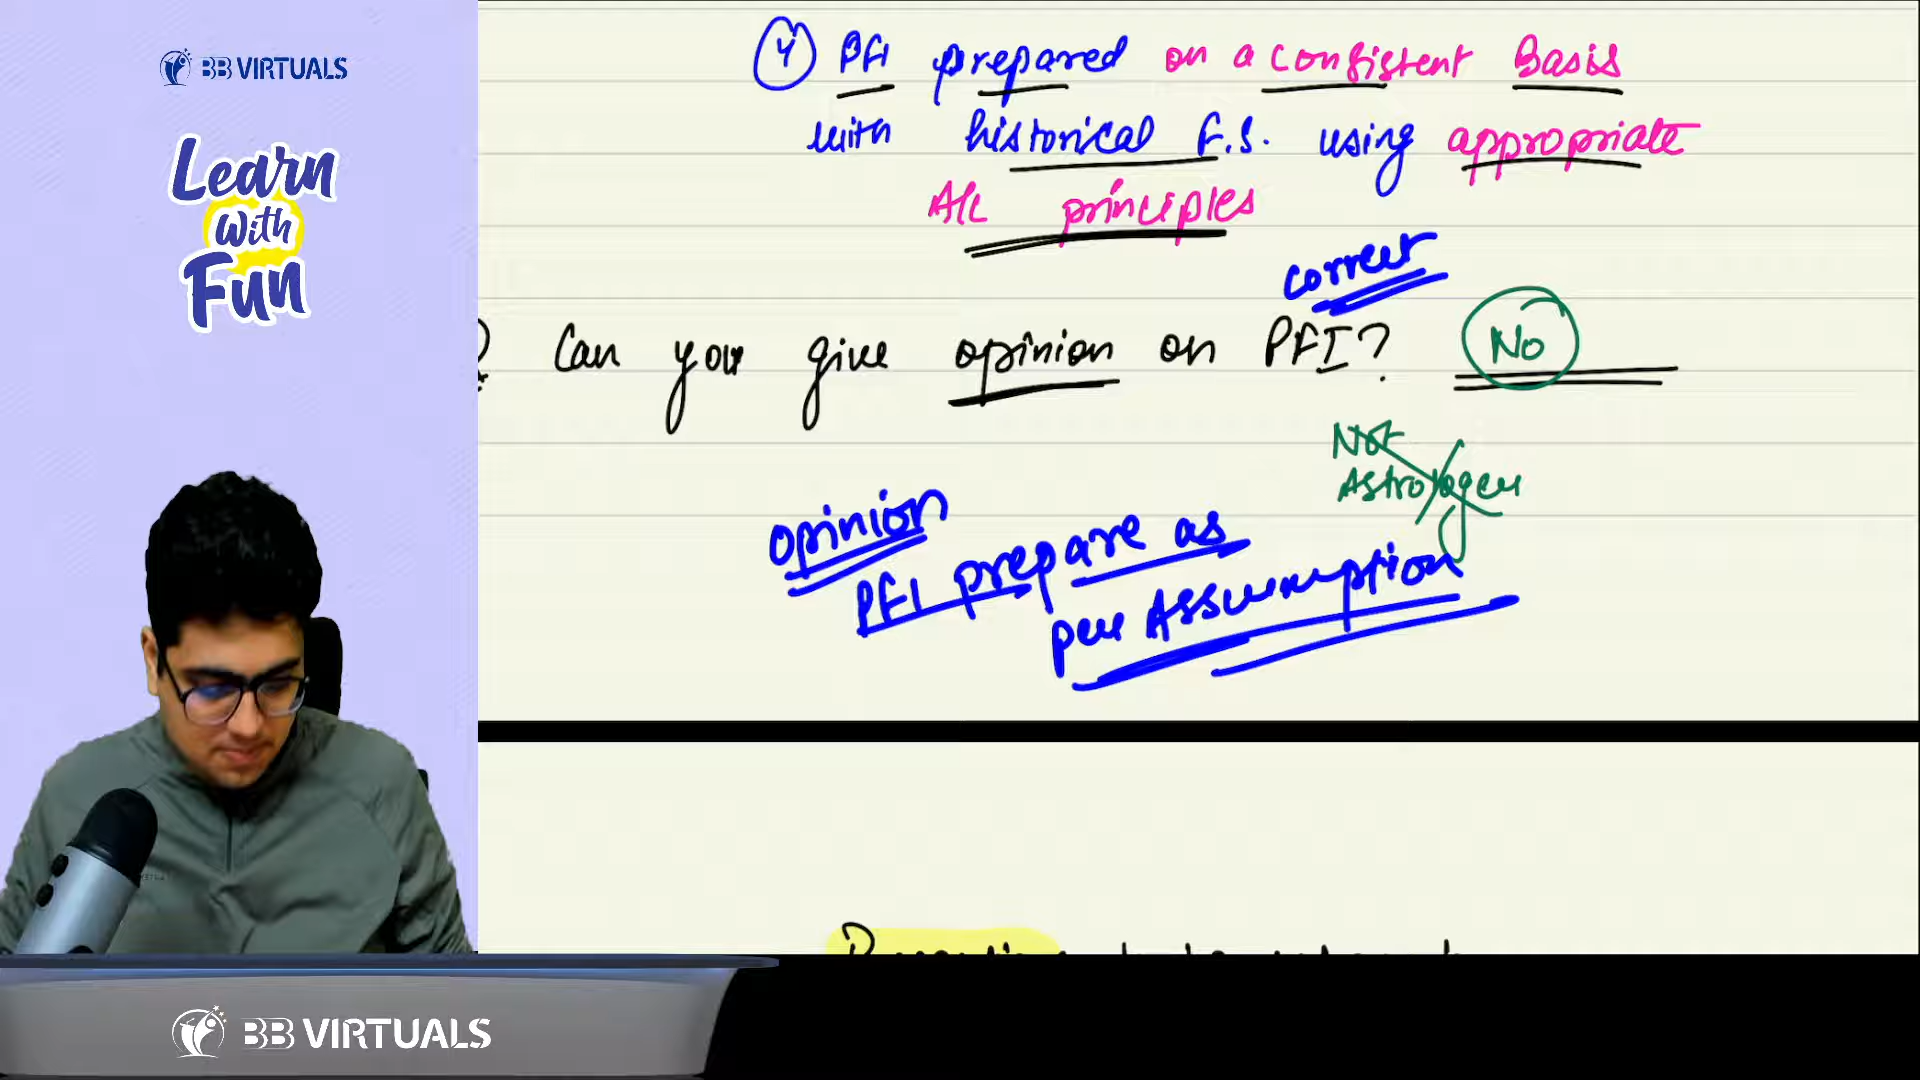 BB VIRTUALS
Learn
With
Fun
4 PFI prepared on a consistent Basis
with historical F.S. using appropriate
A/c principles
correct
Can you give opinion on PFI? No
Not
Astrologer
opinion
PFI prepare as
per Assumption
BB VIRTUALS